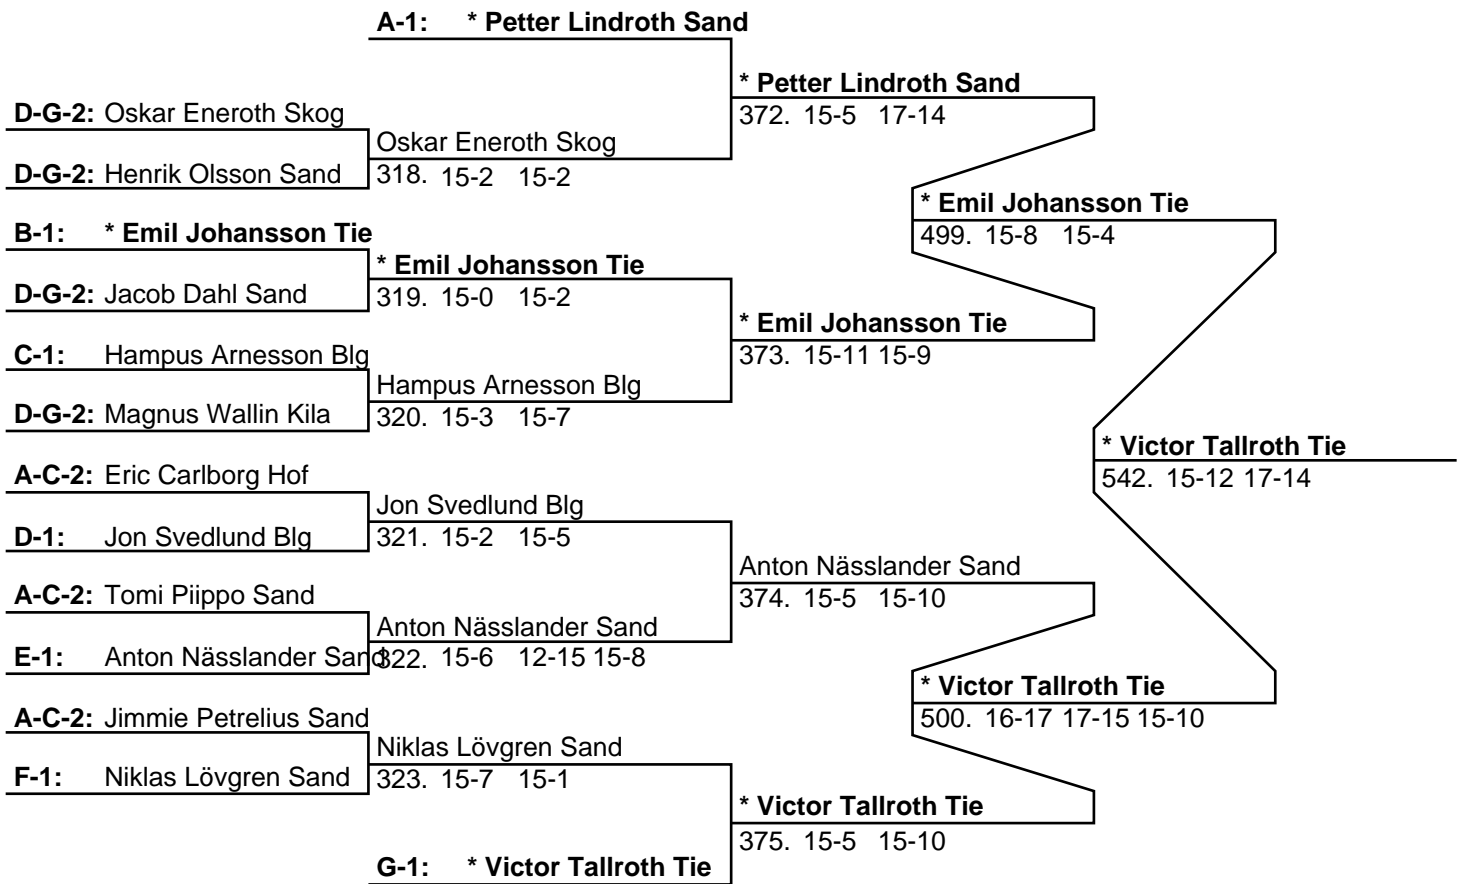 A-1: * Petter Lindroth Sand
* Petter Lindroth Sand
372. 15-5 17-14
D-G-2: Oskar Eneroth Skog
Oskar Eneroth Skog
318. 15-2 15-2
D-G-2: Henrik Olsson Sand
* Emil Johansson Tie
499. 15-8 15-4
B-1: * Emil Johansson Tie
* Emil Johansson Tie
319. 15-0 15-2
D-G-2: Jacob Dahl Sand
* Emil Johansson Tie
373. 15-11 15-9
C-1: Hampus Arnesson Blg
Hampus Arnesson Blg
320. 15-3 15-7
D-G-2: Magnus Wallin Kila
* Victor Tallroth Tie
542. 15-12 17-14
A-C-2: Eric Carlborg Hof
Jon Svedlund Blg
321. 15-2 15-5
D-1: Jon Svedlund Blg
Anton Nässlander Sand
374. 15-5 15-10
A-C-2: Tomi Piippo Sand
Anton Nässlander Sand
322. 15-6 12-15 15-8
E-1: Anton Nässlander Sand
* Victor Tallroth Tie
500. 16-17 17-15 15-10
A-C-2: Jimmie Petrelius Sand
Niklas Lövgren Sand
323. 15-7 15-1
F-1: Niklas Lövgren Sand
* Victor Tallroth Tie
375. 15-5 15-10
G-1: * Victor Tallroth Tie